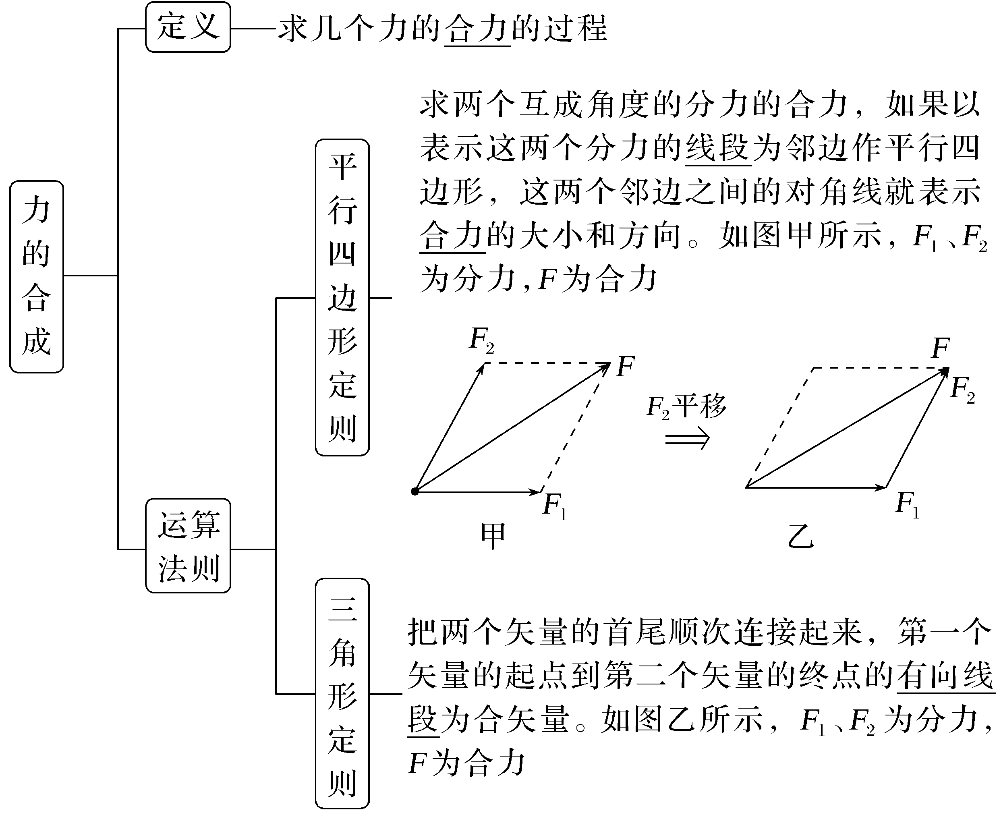 力的合成
定义
求几个力的合力的过程
运算
法则
平行四边形定则
求两个互成角度的分力的合力，如果以
表示这两个分力的线段为邻边作平行四
边形，这两个邻边之间的对角线就表示
合力的大小和方向。如图甲所示，F₁、F₂
为分力，F为合力
F₂
F
F₁
甲
F₂平移
F
F₂
F₁
乙
三角形定则
把两个矢量的首尾顺次连接起来，第一个
矢量的起点到第二个矢量的终点的有向线
段为合矢量。如图乙所示，F₁、F₂为分力，
F为合力